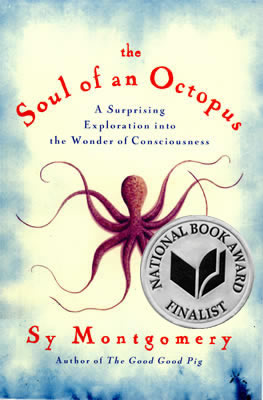 the
Soul of an Octopus
A Surprising
Exploration into
the Wonder of Consciousness
NATIONAL BOOK AWARD
FINALIST
Sy Montgomery
Author of The Good Good Pig